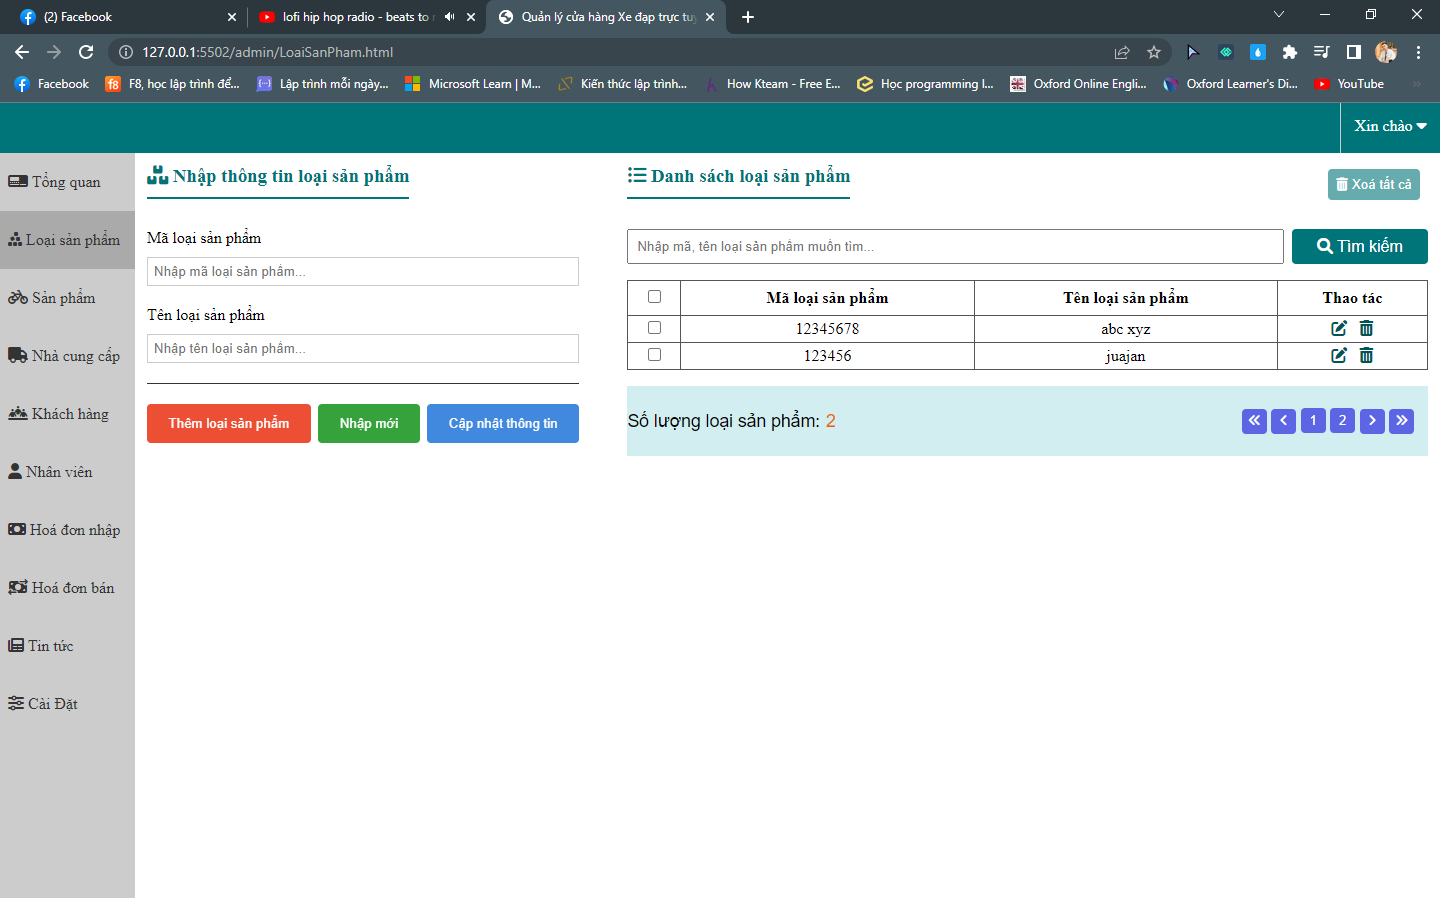 (2) Facebook
lofi hip hop radio - beats to r
Quản lý cửa hàng Xe đạp trực tuy
127.0.0.1:5502/admin/LoaiSanPham.html
Facebook
F8, học lập trình để...
Lập trình mỗi ngày...
Microsoft Learn | M...
Kiến thức lập trình...
How Kteam - Free E...
Học programming I...
Oxford Online Engli...
Oxford Learner's Di...
YouTube
Xin chào
Tổng quan
Loại sản phẩm
Sản phẩm
Nhà cung cấp
Khách hàng
Nhân viên
Hoá đơn nhập
Hoá đơn bán
Tin tức
Cài Đặt
Nhập thông tin loại sản phẩm
Mã loại sản phẩm
Nhập mã loại sản phẩm...
Tên loại sản phẩm
Nhập tên loại sản phẩm...
Thêm loại sản phẩm
Nhập mới
Cập nhật thông tin
Danh sách loại sản phẩm
Xoá tất cả
Nhập mã, tên loại sản phẩm muốn tìm...
Tìm kiếm
Mã loại sản phẩm Tên loại sản phẩm Thao tác
12345678 abc xyz
123456 juajan
Số lượng loại sản phẩm: 2
1 2